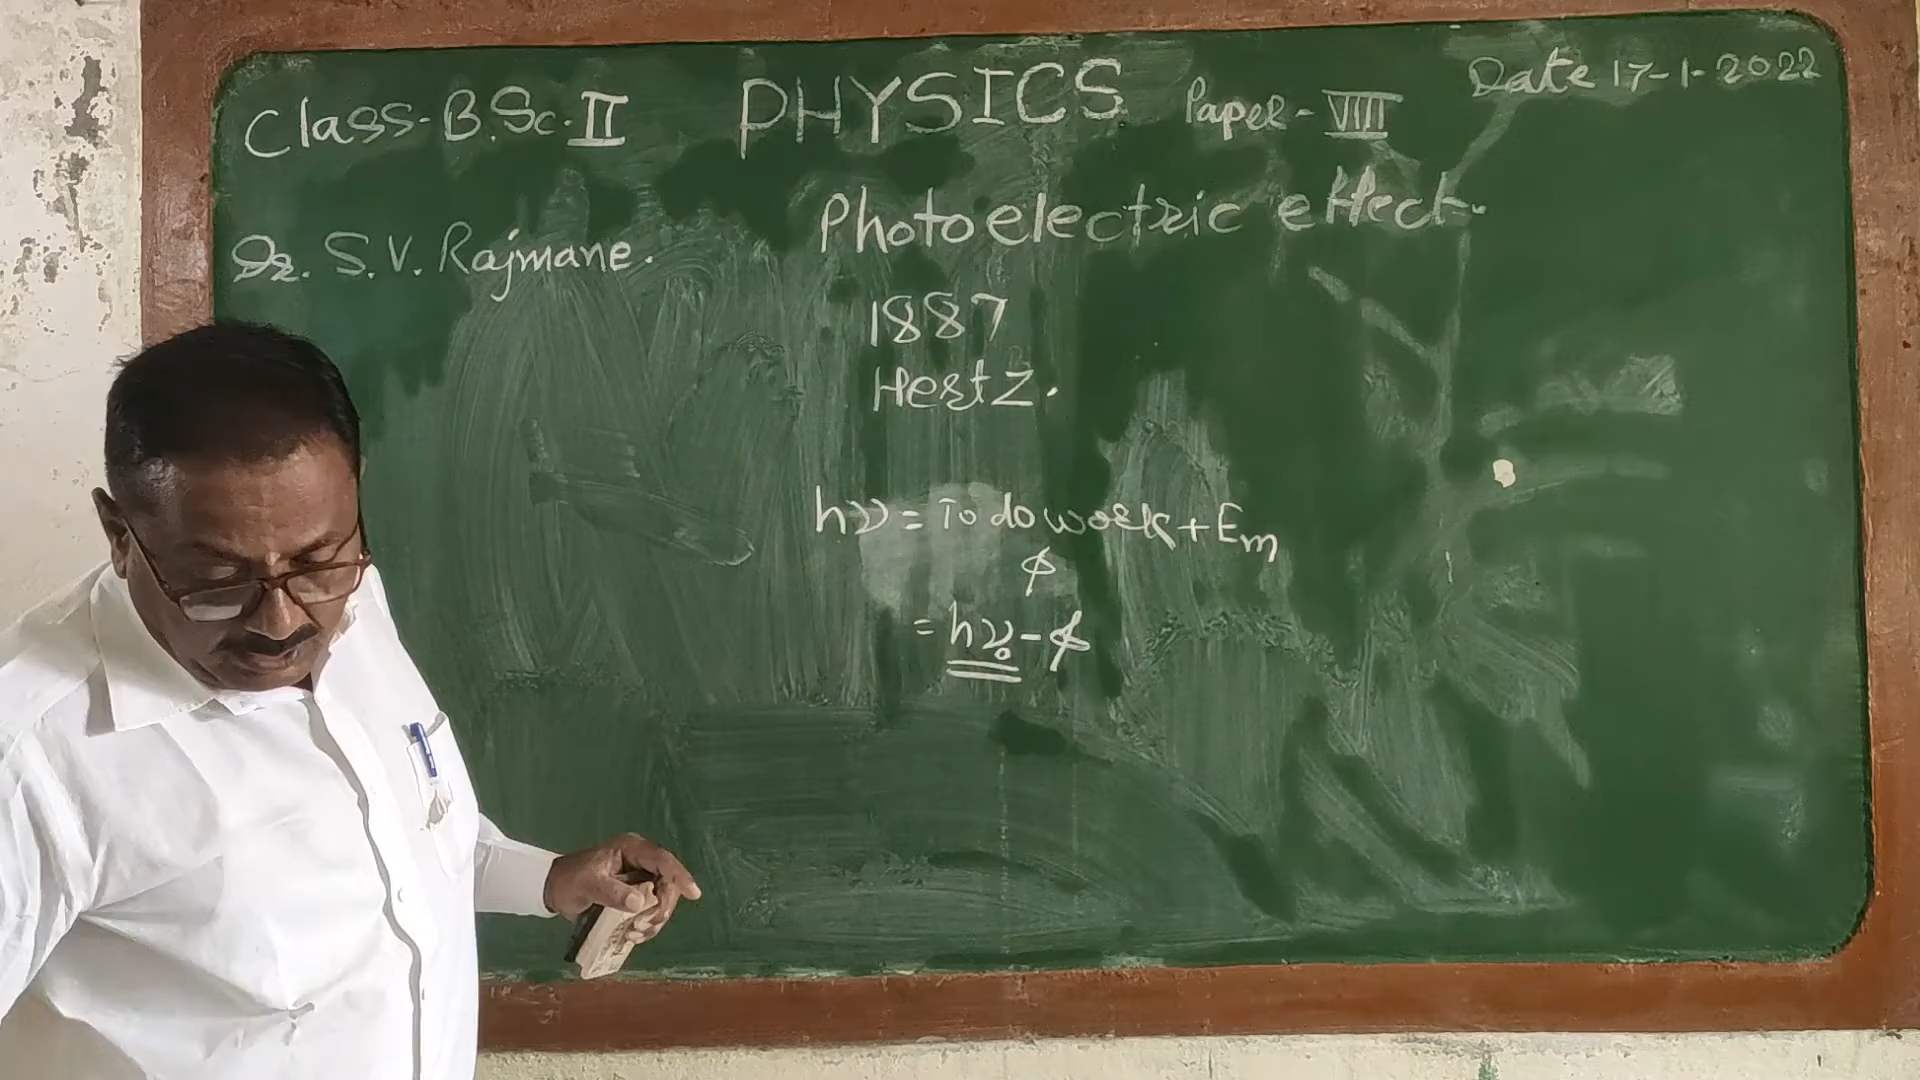 Class-B.Sc.II PHYSICS Paper-VIII Date 17-1-2022
Dr. S.V. Rajmane.
Photoelectric effect.
1887
Hertz.
hν = To do work + Em
ϕ
= hν₀ - ϕ